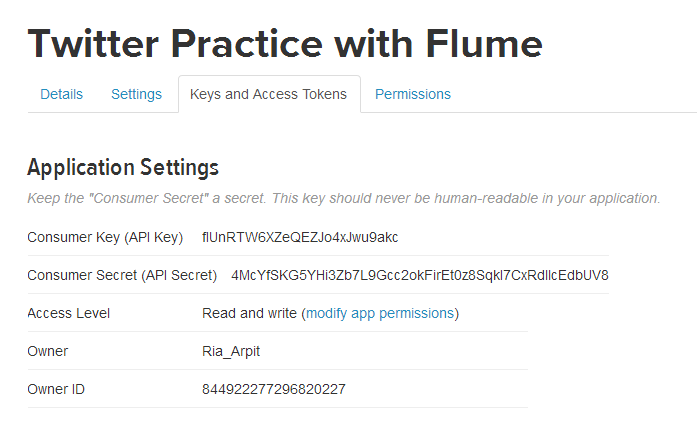 Twitter Practice with Flume
Details Settings Keys and Access Tokens Permissions
Application Settings
Keep the "Consumer Secret" a secret. This key should never be human-readable in your application.
Consumer Key (API Key)
Consumer Secret (API Secret)
Access Level Read and write (modify app permissions)
Owner Ria_Arpit
Owner ID 844922277296820227